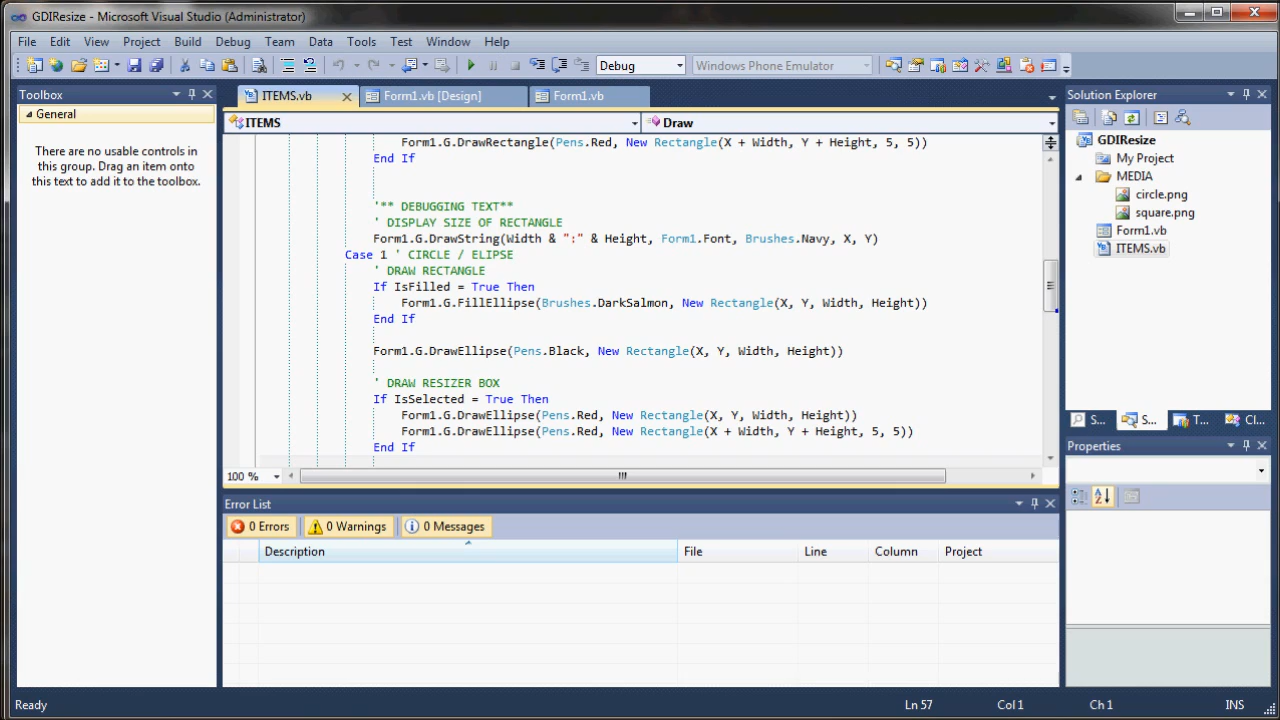 GDIResize - Microsoft Visual Studio (Administrator)
File Edit View Project Build Debug Team Data Tools Test Window Help
Debug Windows Phone Emulator
Toolbox
General
There are no usable controls in
this group. Drag an item onto
this text to add it to the toolbox.
ITEMS.vb Form1.vb [Design] Form1.vb
ITEMS Draw
Form1.G.DrawRectangle(Pens.Red, New Rectangle(X + Width, Y + Height, 5, 5))
End If
'** DEBUGGING TEXT**
' DISPLAY SIZE OF RECTANGLE
Form1.G.DrawString(Width & ":" & Height, Form1.Font, Brushes.Navy, X, Y)
Case 1 ' CIRCLE / ELIPSE
' DRAW RECTANGLE
If IsFilled = True Then
Form1.G.FillEllipse(Brushes.DarkSalmon, New Rectangle(X, Y, Width, Height))
End If
Form1.G.DrawEllipse(Pens.Black, New Rectangle(X, Y, Width, Height))
' DRAW RESIZER BOX
If IsSelected = True Then
Form1.G.DrawEllipse(Pens.Red, New Rectangle(X, Y, Width, Height))
Form1.G.DrawEllipse(Pens.Red, New Rectangle(X + Width, Y + Height, 5, 5))
End If
100 %
Error List
0 Errors 0 Warnings 0 Messages
Description File Line Column Project
Solution Explorer
GDIResize
My Project
MEDIA
circle.png
square.png
Form1.vb
ITEMS.vb
S... S... T... Cl...
Properties
Ready Ln 57 Col 1 Ch 1 INS